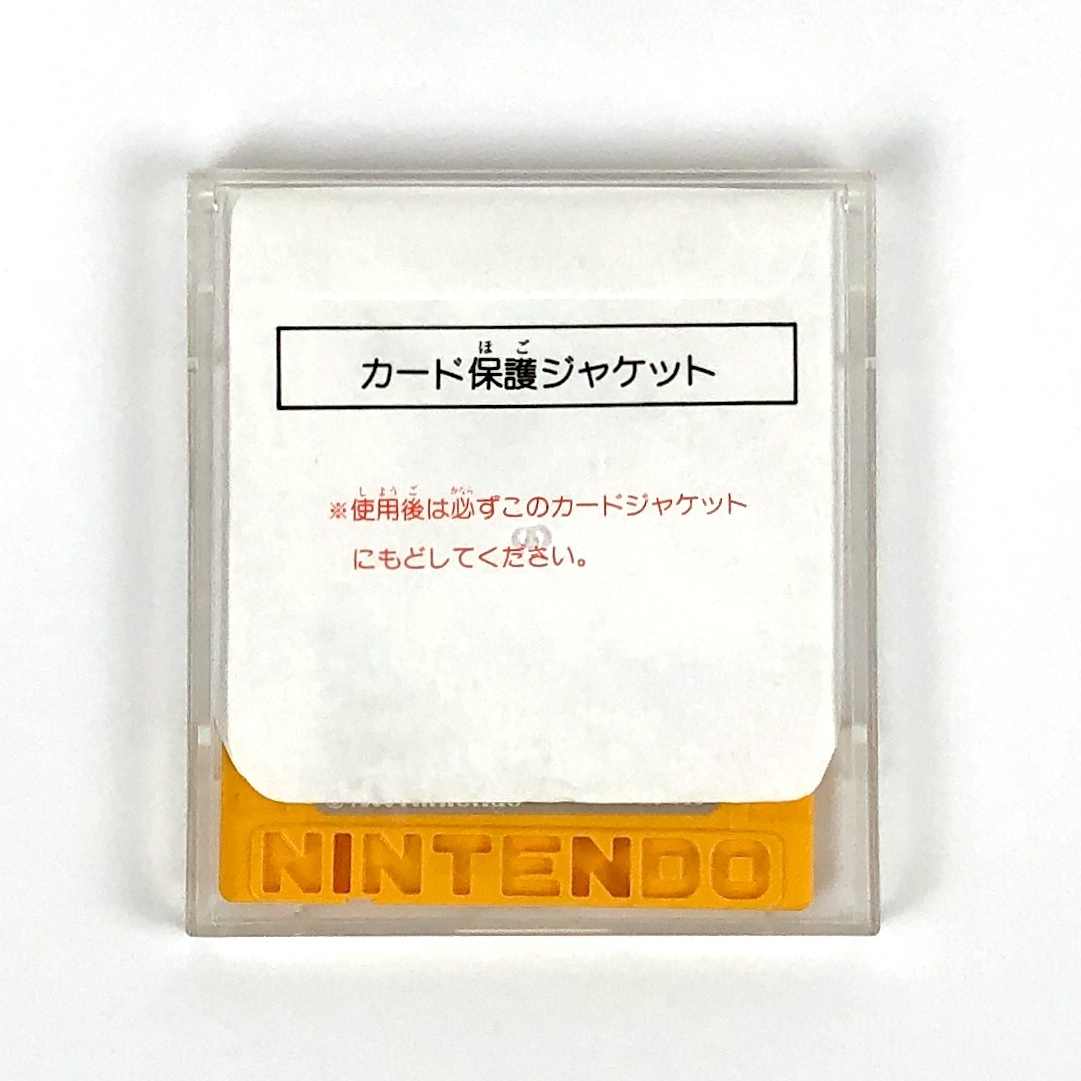 カード保護ジャケット
※使用後は必ずこのカードジャケット
にもどしてください。
NINTENDO